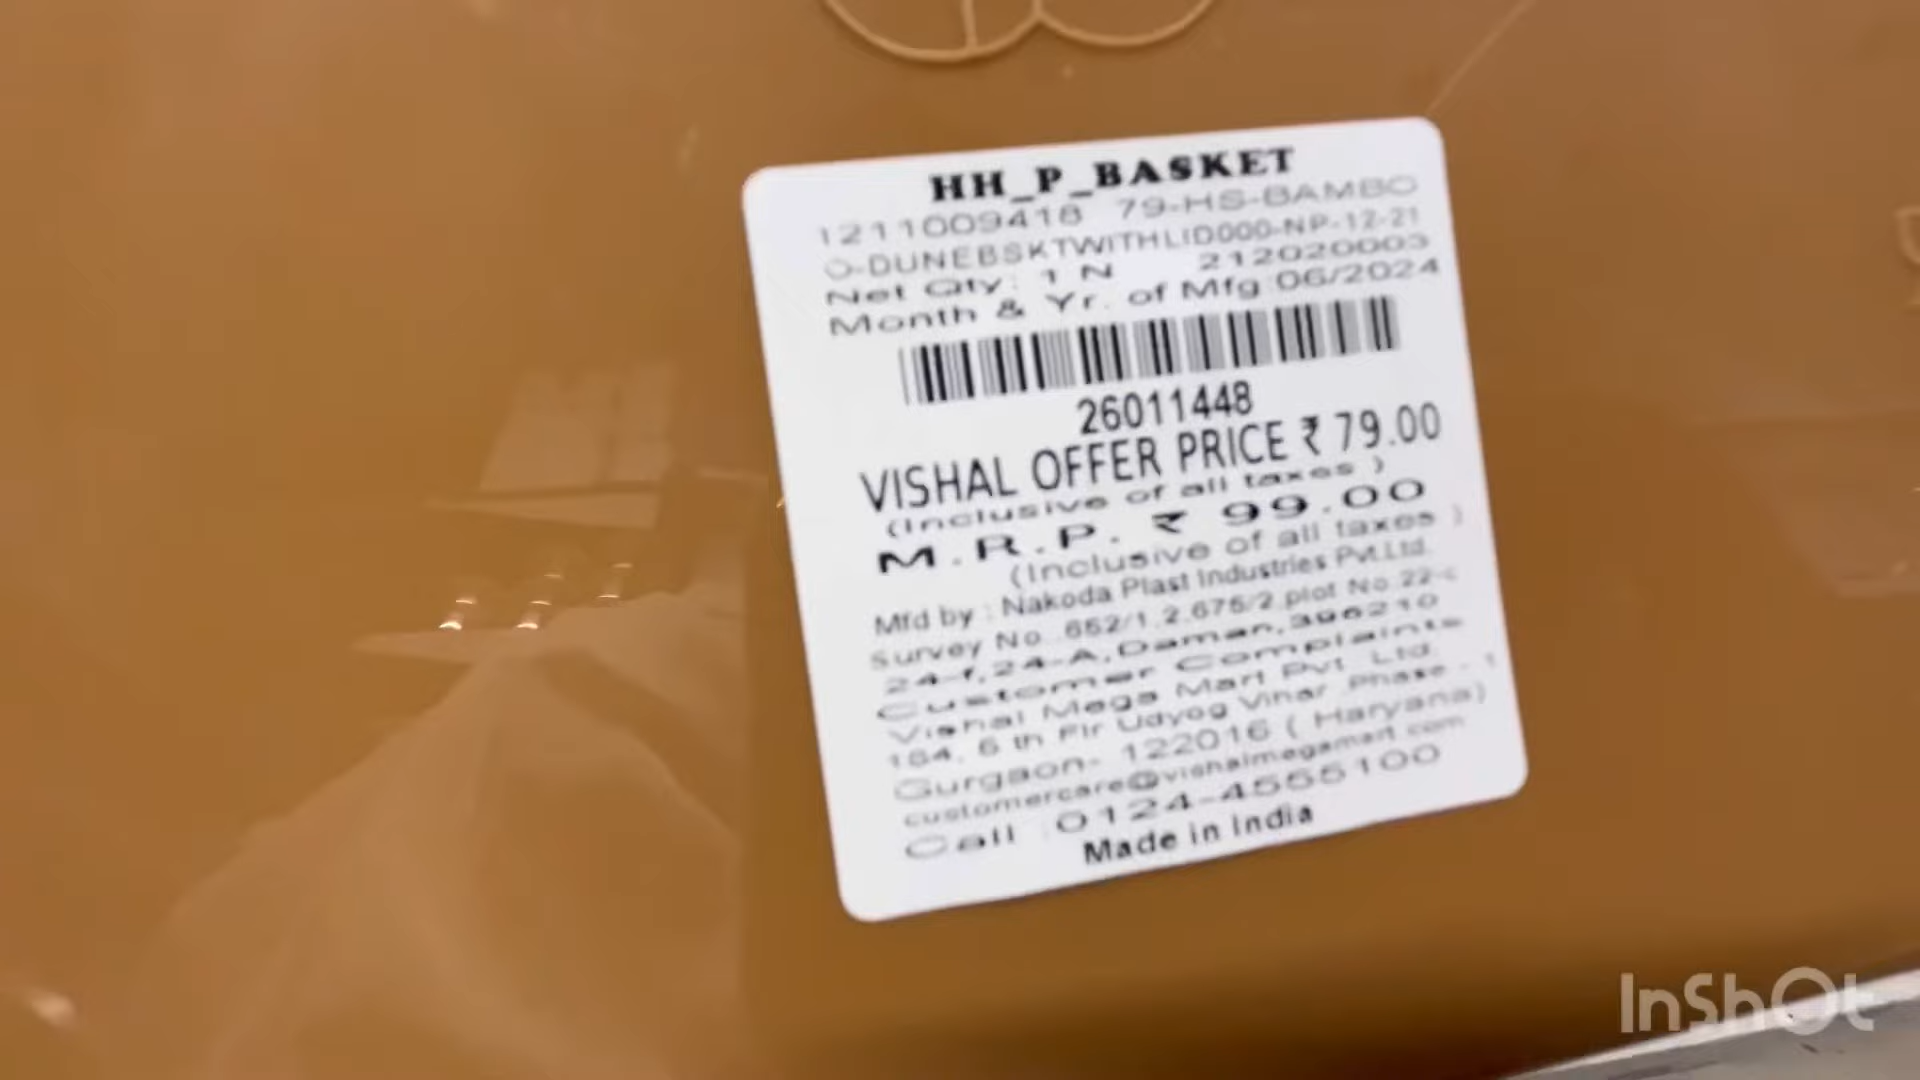 HH_P_BASKET
1211009418 79-HS-BAMBO
O-DUNEBSKTWITHLID000-NP-12-21
Net Qty: 1 N 212020003
Month & Yr. of Mfg:06/2024
26011448
VISHAL OFFER PRICE ₹ 79.00
(Inclusive of all taxes )
M.R.P. ₹ 99.00
(Inclusive of all taxes )
Mfd by : Nakoda Plast Industries Pvt.Ltd.
Survey No. 652/1,2,675/2,plot No.22-
24-f,24-A,Daman,396210
Customer Complaints
Vishal Mega Mart Pvt Ltd.
184, 5 th Flr Udyog Vihar Phase - 1
Gurgaon- 122016 ( Haryana)
customercare@vishalmegamart.com
Call :0124-4555100
Made in India
InShOt